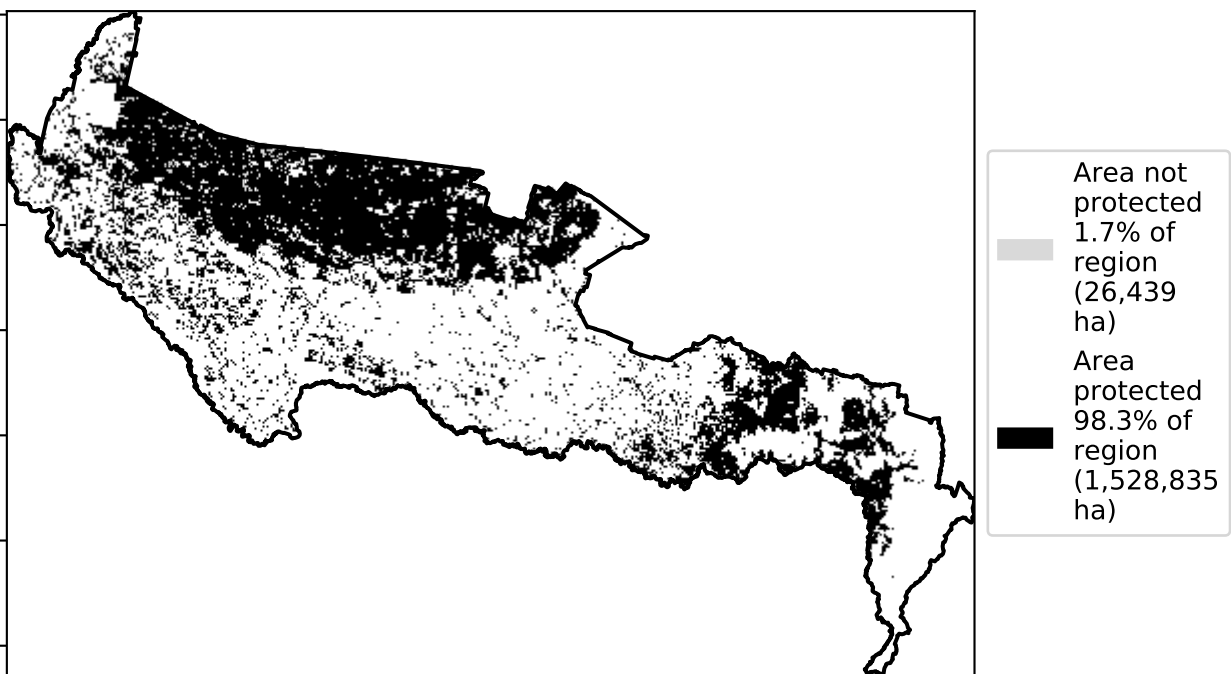 Area not
protected
1.7% of
region
(26,439
ha)
Area
protected
98.3% of
region
(1,528,835
ha)